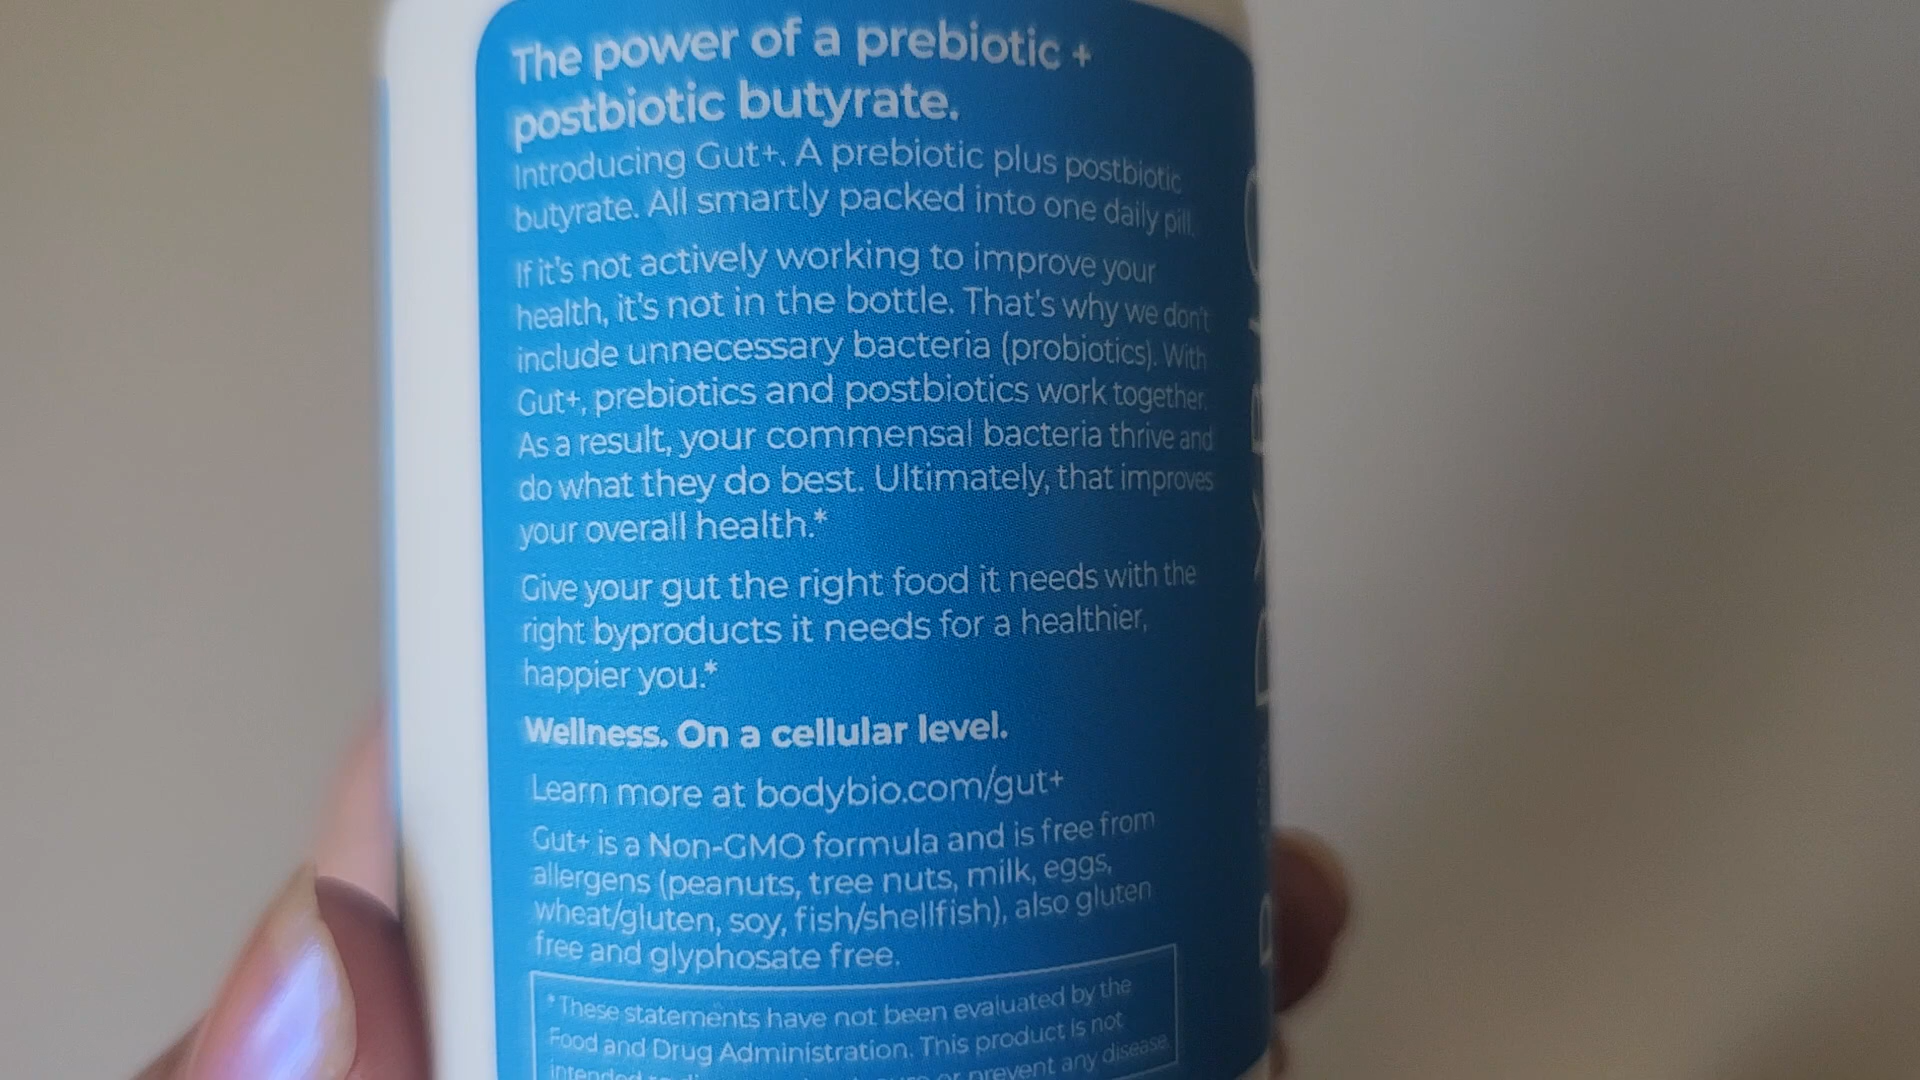 The power of a prebiotic +
postbiotic butyrate.
Introducing Gut+. A prebiotic plus postbiotic
butyrate. All smartly packed into one daily pill.
If it's not actively working to improve your
health, it's not in the bottle. That's why we don't
include unnecessary bacteria (probiotics). With
Gut+, prebiotics and postbiotics work together.
As a result, your commensal bacteria thrive and
do what they do best. Ultimately, that improves
your overall health.*
Give your gut the right food it needs with the
right byproducts it needs for a healthier,
happier you.*
Wellness. On a cellular level.
Learn more at bodybio.com/gut+
Gut+ is a Non-GMO formula and is free from
allergens (peanuts, tree nuts, milk, eggs,
wheat/gluten, soy, fish/shellfish), also gluten
free and glyphosate free.
*These statements have not been evaluated by the
Food and Drug Administration. This product is not
intended or prevent any disease.